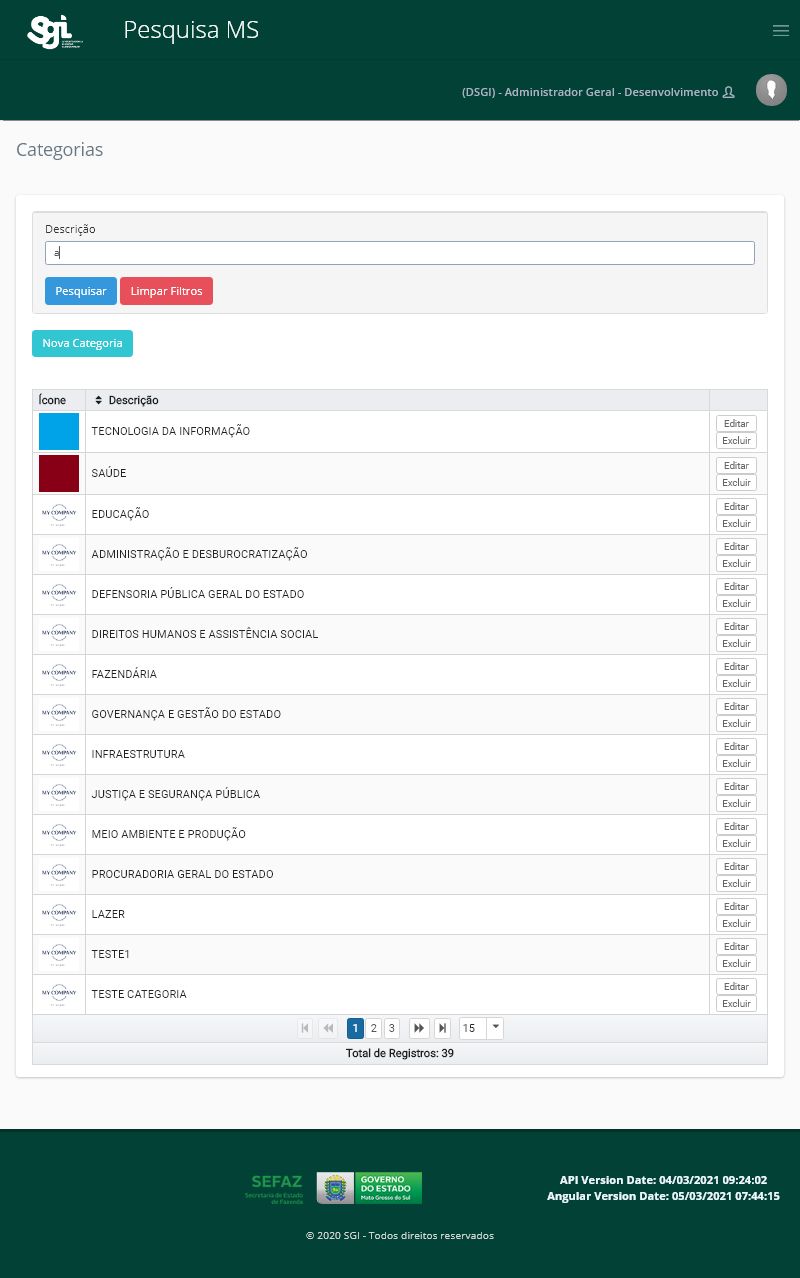 Sgi
Pesquisa MS
(DSGI) - Administrador Geral - Desenvolvimento
Categorias
Descrição
a
Pesquisar Limpar Filtros
Nova Categoria
Ícone Descrição
TECNOLOGIA DA INFORMAÇÃO Editar
Excluir
SAÚDE Editar
Excluir
MY COMPANY EDUCAÇÃO Editar
Excluir
MY COMPANY ADMINISTRAÇÃO E DESBUROCRATIZAÇÃO Editar
Excluir
MY COMPANY DEFENSORIA PÚBLICA GERAL DO ESTADO Editar
Excluir
MY COMPANY DIREITOS HUMANOS E ASSISTÊNCIA SOCIAL Editar
Excluir
MY COMPANY FAZENDÁRIA Editar
Excluir
MY COMPANY GOVERNANÇA E GESTÃO DO ESTADO Editar
Excluir
MY COMPANY INFRAESTRUTURA Editar
Excluir
MY COMPANY JUSTIÇA E SEGURANÇA PÚBLICA Editar
Excluir
MY COMPANY MEIO AMBIENTE E PRODUÇÃO Editar
Excluir
MY COMPANY PROCURADORIA GERAL DO ESTADO Editar
Excluir
MY COMPANY LAZER Editar
Excluir
MY COMPANY TESTE1 Editar
Excluir
MY COMPANY TESTE CATEGORIA Editar
Excluir
1 2 3 15
Total de Registros: 39
SEFAZ
Secretaria de Estado
de Fazenda
GOVERNO
DO ESTADO
Mato Grosso do Sul
API Version Date: 04/03/2021 09:24:02
Angular Version Date: 05/03/2021 07:44:15
© 2020 SGI - Todos direitos reservados